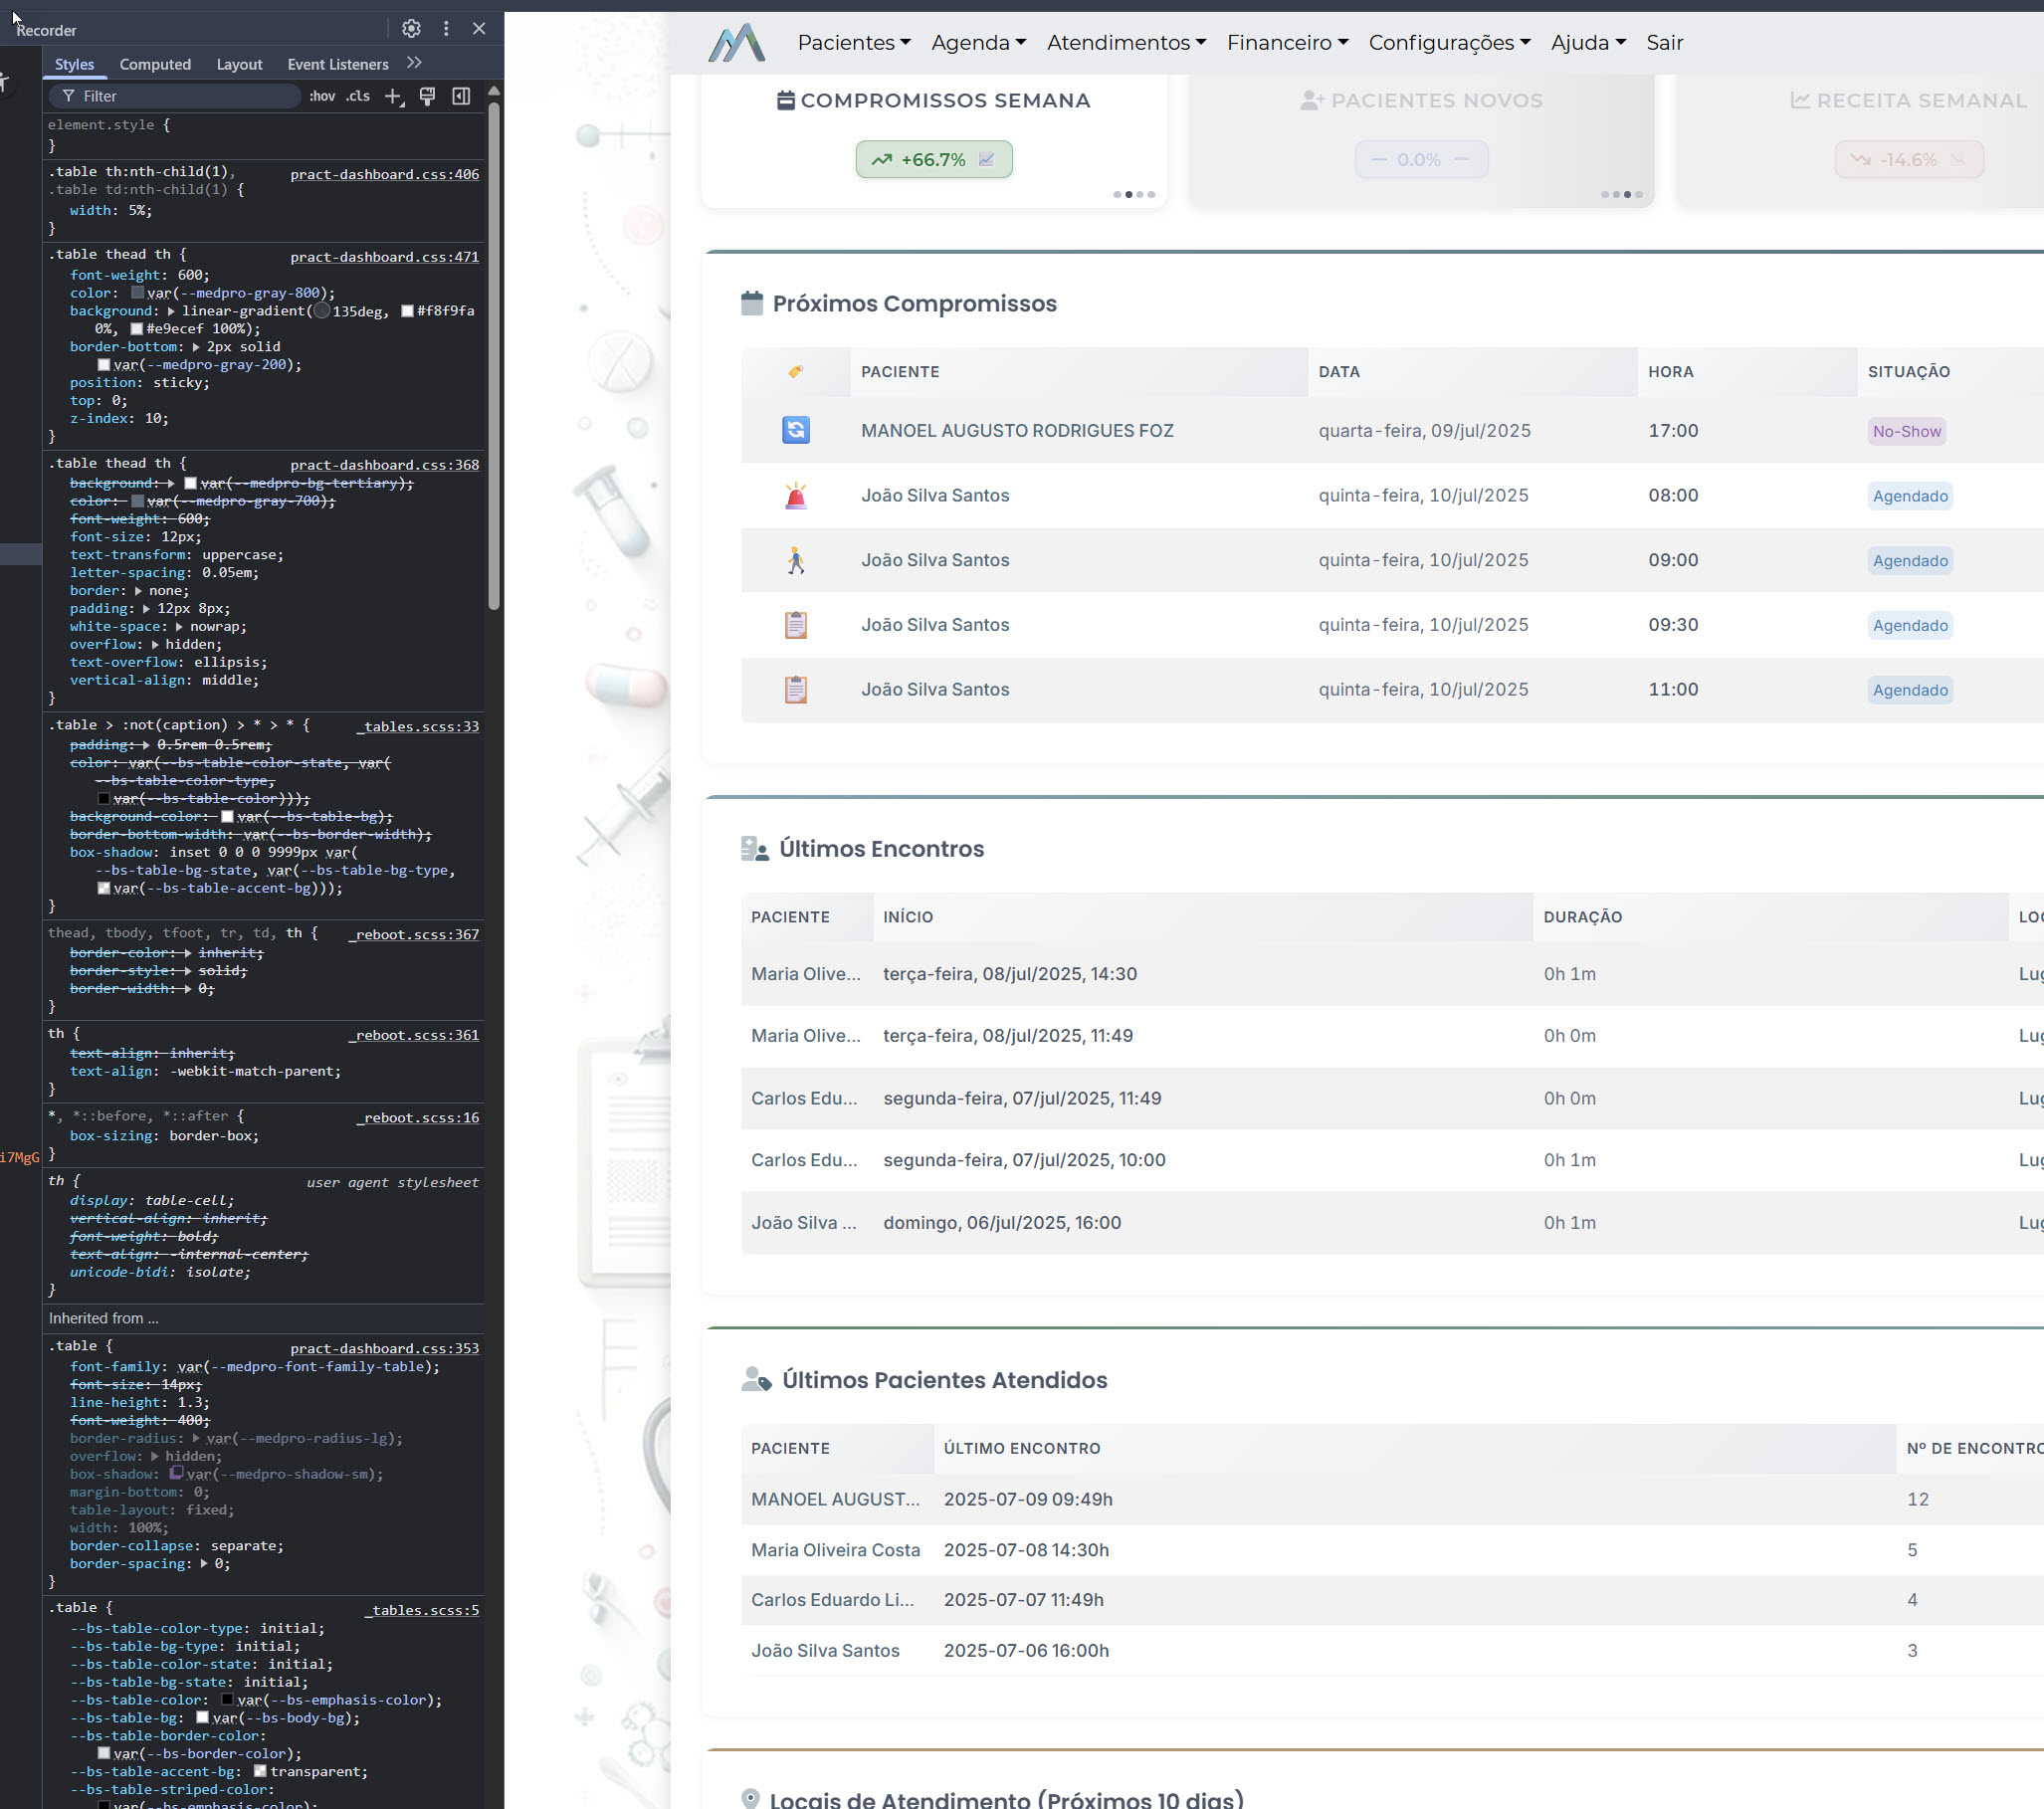 Recorder
Styles Computed Layout Event Listeners
Filter :hov .cls
element.style {
}
.table th:nth-child(1), pract-dashboard.css:406
.table td:nth-child(1) {
width: 5%;
}
.table thead th { pract-dashboard.css:471
font-weight: 600;
color: var(--medpro-gray-800);
background: linear-gradient(135deg, #f8f9fa
0%, #e9ecef 100%);
border-bottom: 2px solid
var(--medpro-gray-200);
position: sticky;
top: 0;
z-index: 10;
}
.table thead th { pract-dashboard.css:368
background: var(--medpro-bg-tertiary);
color: var(--medpro-gray-700);
font-weight: 600;
font-size: 12px;
text-transform: uppercase;
letter-spacing: 0.05em;
border: none;
padding: 12px 8px;
white-space: nowrap;
overflow: hidden;
text-overflow: ellipsis;
vertical-align: middle;
}
.table > :not(caption) > * > * { _tables.scss:33
padding: 0.5rem 0.5rem;
color: var(--bs-table-color-state, var(
--bs-table-color-type,
var(--bs-table-color)));
background-color: var(--bs-table-bg);
border-bottom-width: var(--bs-border-width);
box-shadow: inset 0 0 0 9999px var(
--bs-table-bg-state, var(--bs-table-bg-type,
var(--bs-table-accent-bg)));
}
thead, tbody, tfoot, tr, td, th { _reboot.scss:367
border-color: inherit;
border-style: solid;
border-width: 0;
}
th { _reboot.scss:361
text-align: inherit;
text-align: -webkit-match-parent;
}
*, *::before, *::after { _reboot.scss:16
box-sizing: border-box;
}
i7MgG
th { user agent stylesheet
display: table-cell;
vertical-align: inherit;
font-weight: bold;
text-align: -internal-center;
unicode-bidi: isolate;
}
Inherited from ...
.table { pract-dashboard.css:353
font-family: var(--medpro-font-family-table);
font-size: 14px;
line-height: 1.3;
font-weight: 400;
border-radius: var(--medpro-radius-lg);
overflow: hidden;
box-shadow: var(--medpro-shadow-sm);
margin-bottom: 0;
table-layout: fixed;
width: 100%;
border-collapse: separate;
border-spacing: 0;
}
.table { _tables.scss:5
--bs-table-color-type: initial;
--bs-table-bg-type: initial;
--bs-table-color-state: initial;
--bs-table-bg-state: initial;
--bs-table-color: var(--bs-emphasis-color);
--bs-table-bg: var(--bs-body-bg);
--bs-table-border-color:
var(--bs-border-color);
--bs-table-accent-bg: transparent;
--bs-table-striped-color:
var(--bs-emphasis-color);
Pacientes Agenda Atendimentos Financeiro Configurações Ajuda Sair
COMPROMISSOS SEMANA
+66.7%
PACIENTES NOVOS
0.0%
RECEITA SEMANAL
-14.6%
Próximos Compromissos
PACIENTE DATA HORA SITUAÇÃO
MANOEL AUGUSTO RODRIGUES FOZ quarta-feira, 09/jul/2025 17:00 No-Show
João Silva Santos quinta-feira, 10/jul/2025 08:00 Agendado
João Silva Santos quinta-feira, 10/jul/2025 09:00 Agendado
João Silva Santos quinta-feira, 10/jul/2025 09:30 Agendado
João Silva Santos quinta-feira, 10/jul/2025 11:00 Agendado
Últimos Encontros
PACIENTE INÍCIO DURAÇÃO LOC
Maria Olive... terça-feira, 08/jul/2025, 14:30 0h 1m Lug
Maria Olive... terça-feira, 08/jul/2025, 11:49 0h 0m Lug
Carlos Edu... segunda-feira, 07/jul/2025, 11:49 0h 0m Lug
Carlos Edu... segunda-feira, 07/jul/2025, 10:00 0h 1m Lug
João Silva ... domingo, 06/jul/2025, 16:00 0h 1m Lug
Últimos Pacientes Atendidos
PACIENTE ÚLTIMO ENCONTRO Nº DE ENCONTRO
MANOEL AUGUST... 2025-07-09 09:49h 12
Maria Oliveira Costa 2025-07-08 14:30h 5
Carlos Eduardo Li... 2025-07-07 11:49h 4
João Silva Santos 2025-07-06 16:00h 3
Locais de Atendimento (Próximos 10 dias)